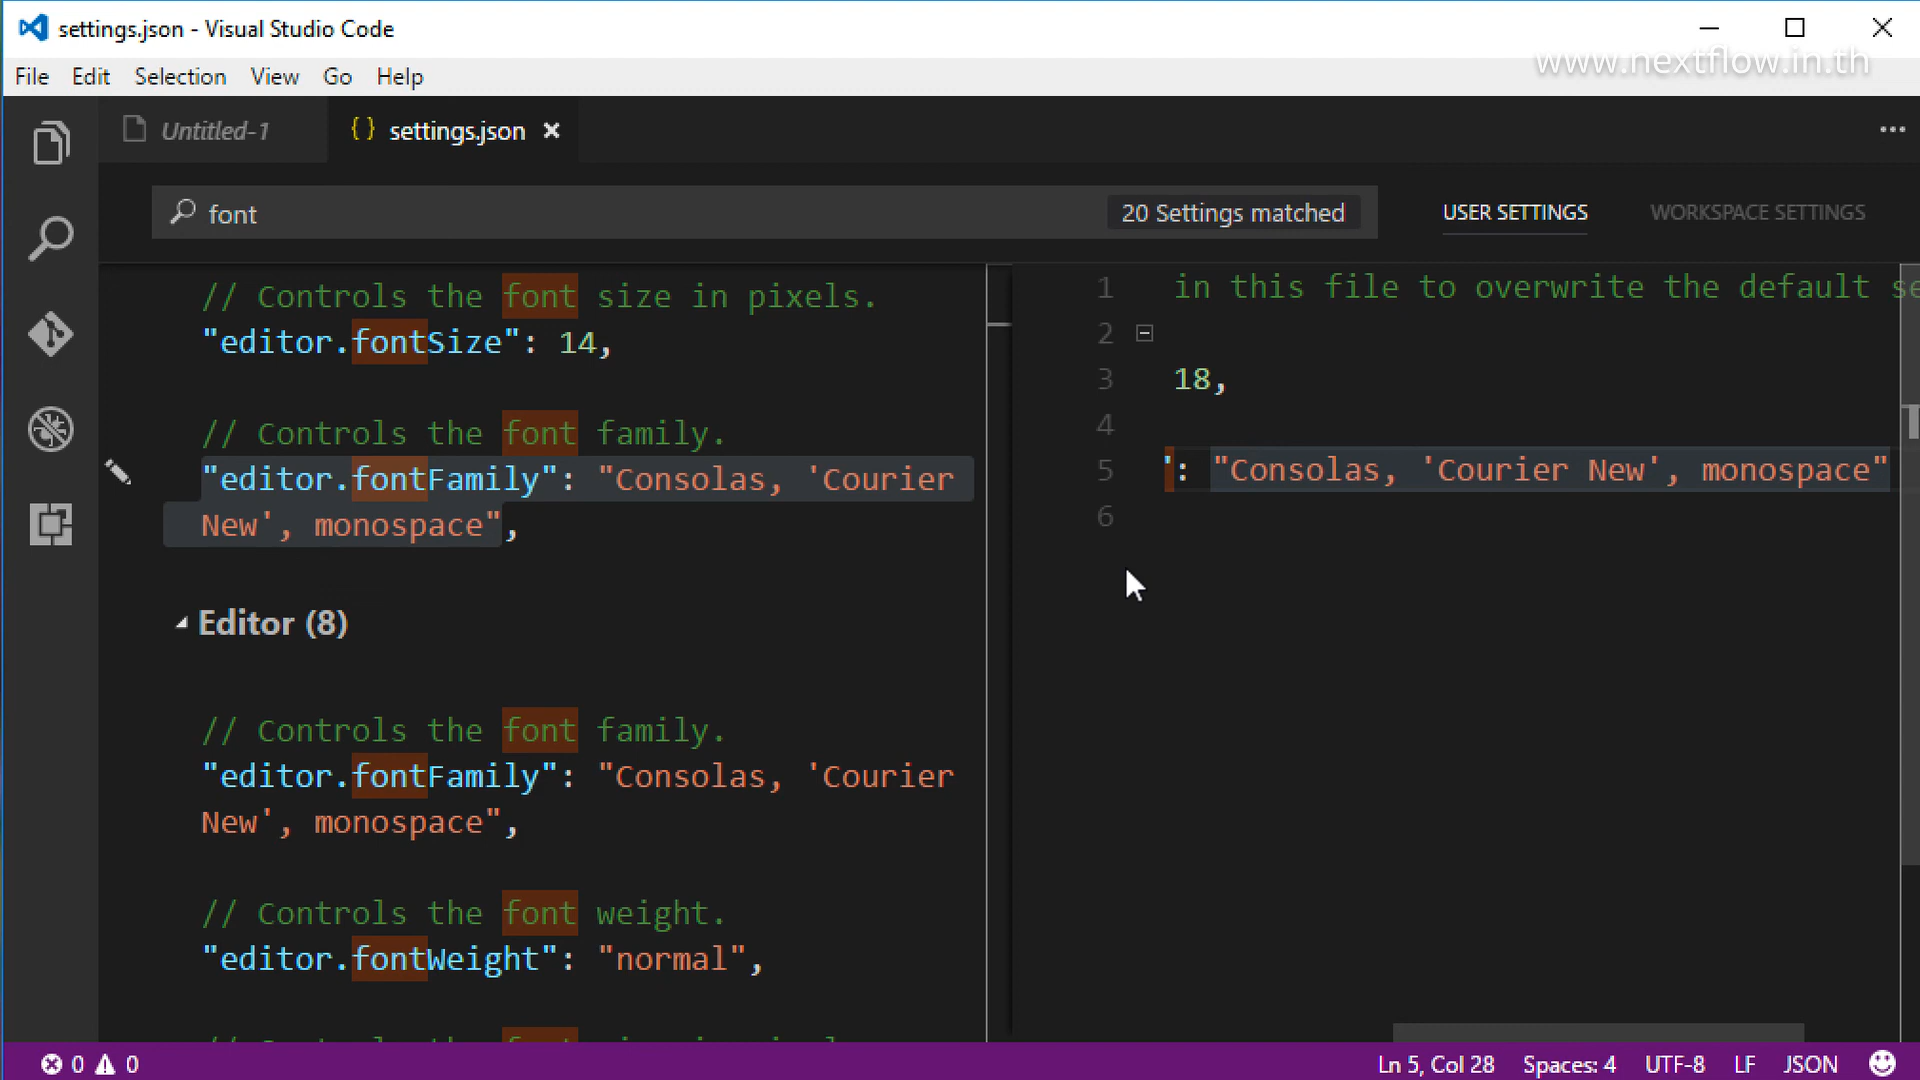 settings.json - Visual Studio Code
File Edit Selection View Go Help
www.nextflow.in.th
Untitled-1
{} settings.json
font
20 Settings matched
USER SETTINGS
WORKSPACE SETTINGS
// Controls the font size in pixels.
"editor.fontSize": 14,
// Controls the font family.
"editor.fontFamily": "Consolas, 'Courier
New', monospace",
Editor (8)
// Controls the font family.
"editor.fontFamily": "Consolas, 'Courier
New', monospace",
// Controls the font weight.
"editor.fontWeight": "normal",
1 in this file to overwrite the default se
2
3 18,
4
5 ": "Consolas, 'Courier New', monospace"
6
0 0
Ln 5, Col 28 Spaces: 4 UTF-8 LF JSON